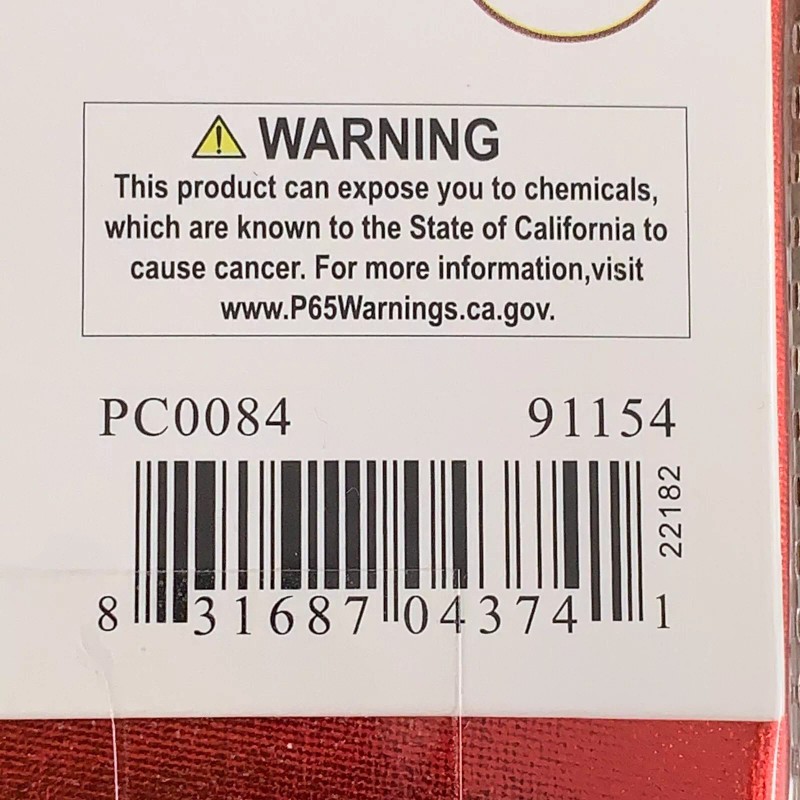 WARNING
This product can expose you to chemicals,
which are known to the State of California to
cause cancer. For more information,visit
www.P65Warnings.ca.gov.
PC0084 91154
22182
8 31687 04374 1